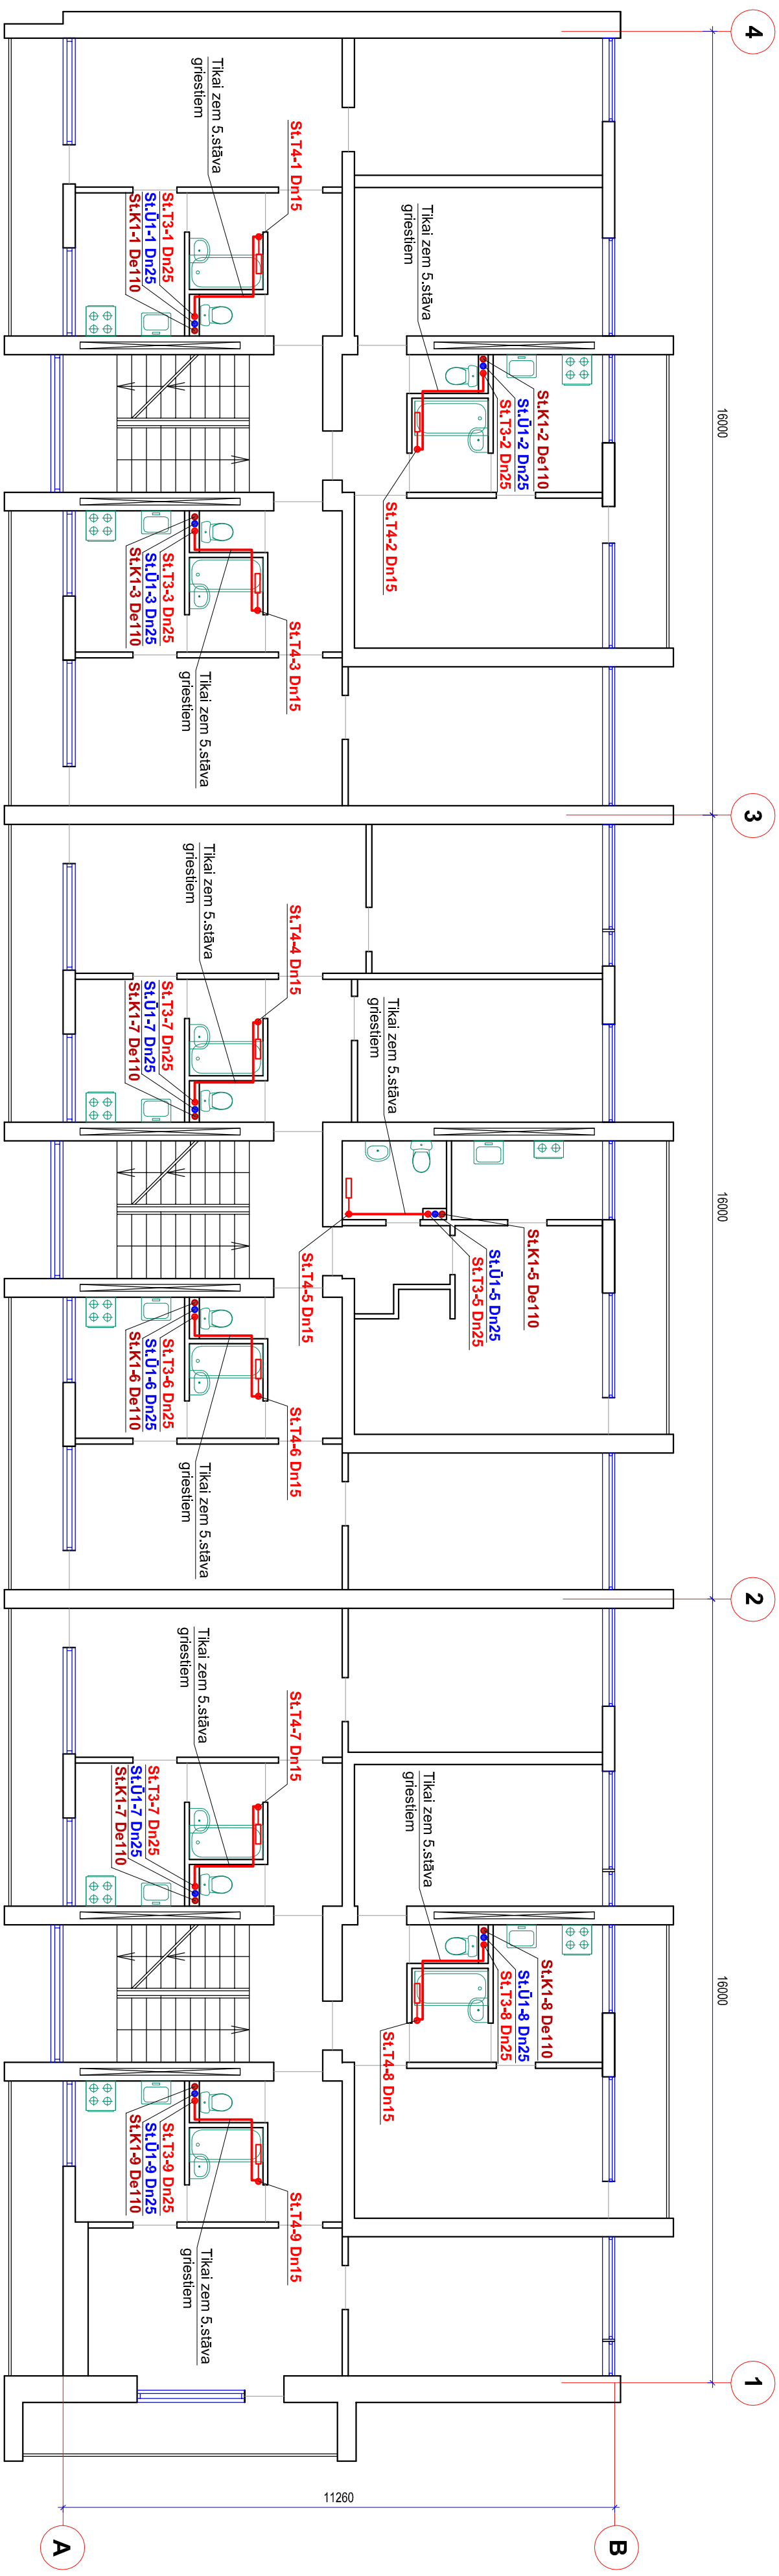 4
3
2
1
A
B
16000
16000
16000
11260
Tikai zem 5.stāva
griestiem
St.T4-1 Dn15
St.T3-1 Dn25
St.Ū1-1 Dn25
St.K1-1 De110
Tikai zem 5.stāva
griestiem
St.K1-2 De110
St.Ū1-2 Dn25
St.T3-2 Dn25
St.T4-2 Dn15
St.T4-3 Dn15
St.T3-3 Dn25
St.Ū1-3 Dn25
St.K1-3 De110
Tikai zem 5.stāva
griestiem
Tikai zem 5.stāva
griestiem
St.T4-4 Dn15
St.T3-7 Dn25
St.Ū1-7 Dn25
St.K1-7 De110
Tikai zem 5.stāva
griestiem
St.K1-5 De110
St.Ū1-5 Dn25
St.T3-5 Dn25
St.T4-5 Dn15
St.T4-6 Dn15
St.T3-6 Dn25
St.Ū1-6 Dn25
St.K1-6 De110
Tikai zem 5.stāva
griestiem
Tikai zem 5.stāva
griestiem
St.T4-7 Dn15
St.T3-7 Dn25
St.Ū1-7 Dn25
St.K1-7 De110
Tikai zem 5.stāva
griestiem
St.K1-8 De110
St.Ū1-8 Dn25
St.T3-8 Dn25
St.T4-8 Dn15
St.T4-9 Dn15
St.T3-9 Dn25
St.Ū1-9 Dn25
St.K1-9 De110
Tikai zem 5.stāva
griestiem